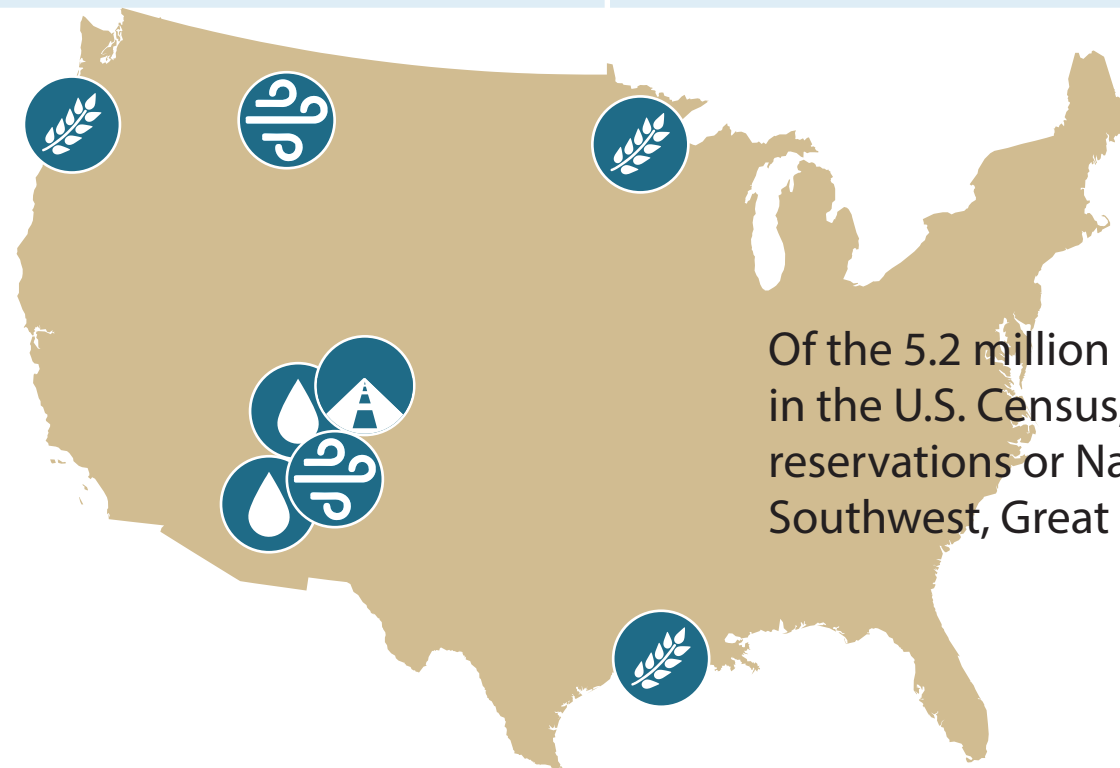 Of the 5.2 million
in the U.S. Census,
reservations or Na
Southwest, Great